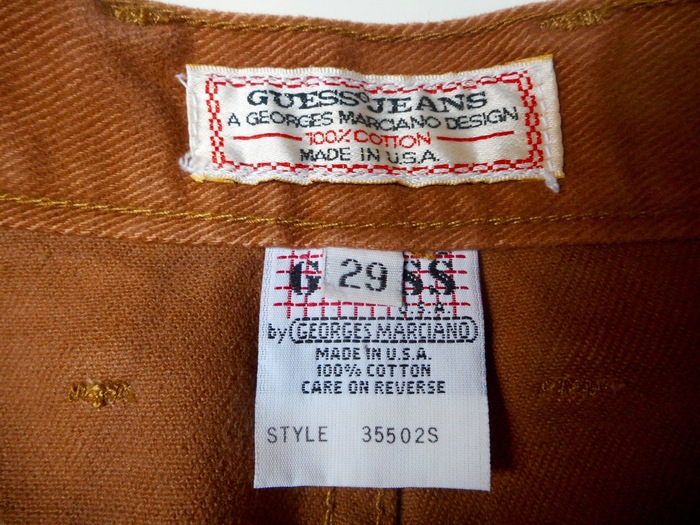 GUESS® JEANS
A GEORGES MARCIANO DESIGN
100% COTTON
MADE IN U.S.A.
G 29 SS
U.S.A.
by GEORGES MARCIANO
MADE IN U.S.A.
100% COTTON
CARE ON REVERSE
STYLE 35502S